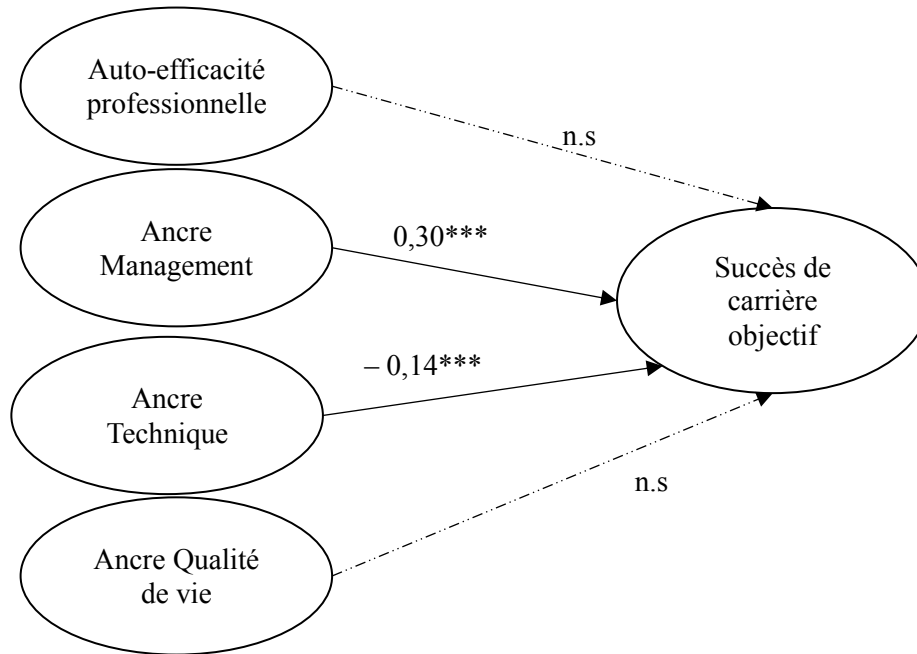 Auto-efficacité
professionnelle
n.s
Ancre
Management
0,30***
Succès de
carrière
objectif
Ancre
Technique
– 0,14***
Ancre Qualité
de vie
n.s